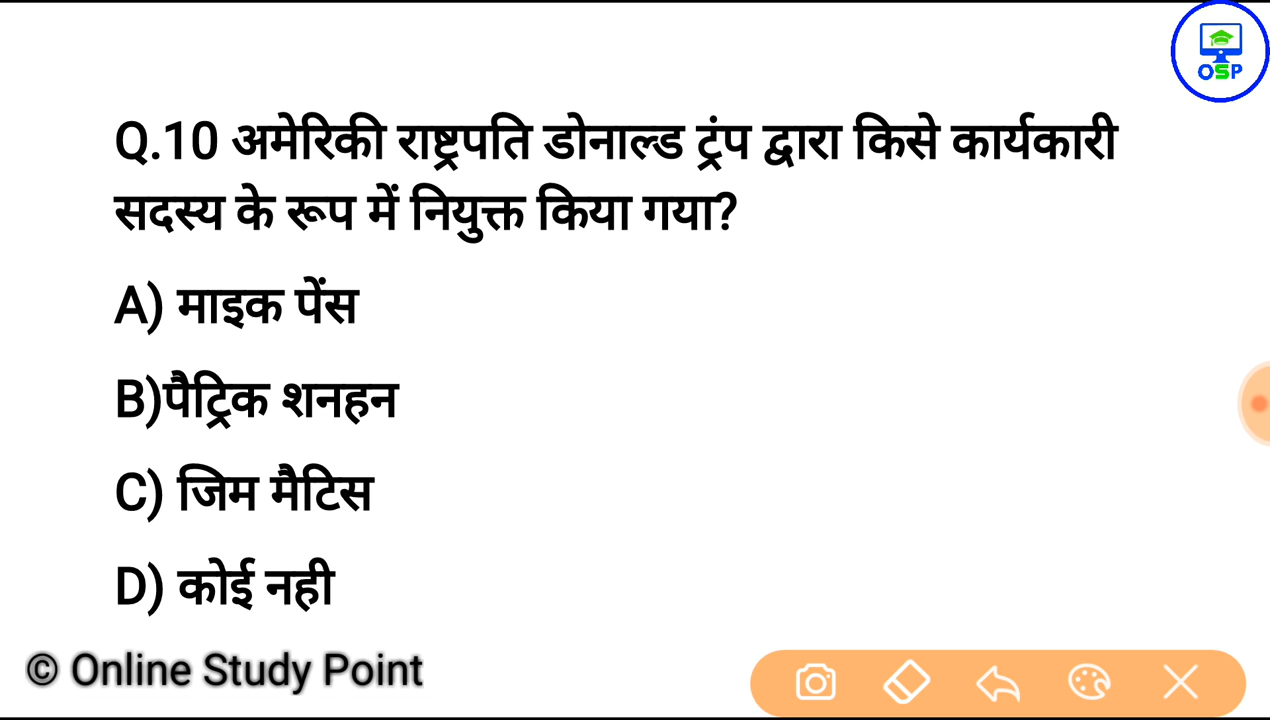 OSP
Q.10 अमेरिकी राष्ट्रपति डोनाल्ड ट्रंप द्वारा किसे कार्यकारी
सदस्य के रूप में नियुक्त किया गया?
A) माइक पेंस
B)पैट्रिक शनहन
C) जिम मैटिस
D) कोई नही
© Online Study Point